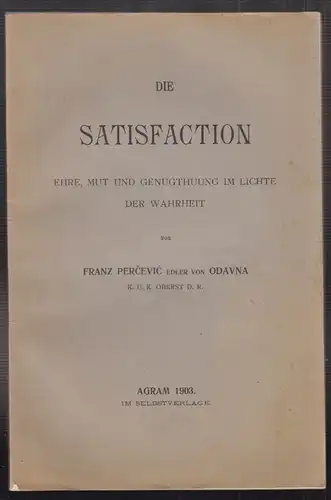 DIE
SATISFACTION
EHRE, MUT UND GENUGTHUUNG IM LICHTE
DER WAHRHEIT
VON
FRANZ PERČEVIĆ EDLER VON ODAVNA
K. U. K. OBERST D. R.
AGRAM 1903.
IM SELBSTVERLAGE.